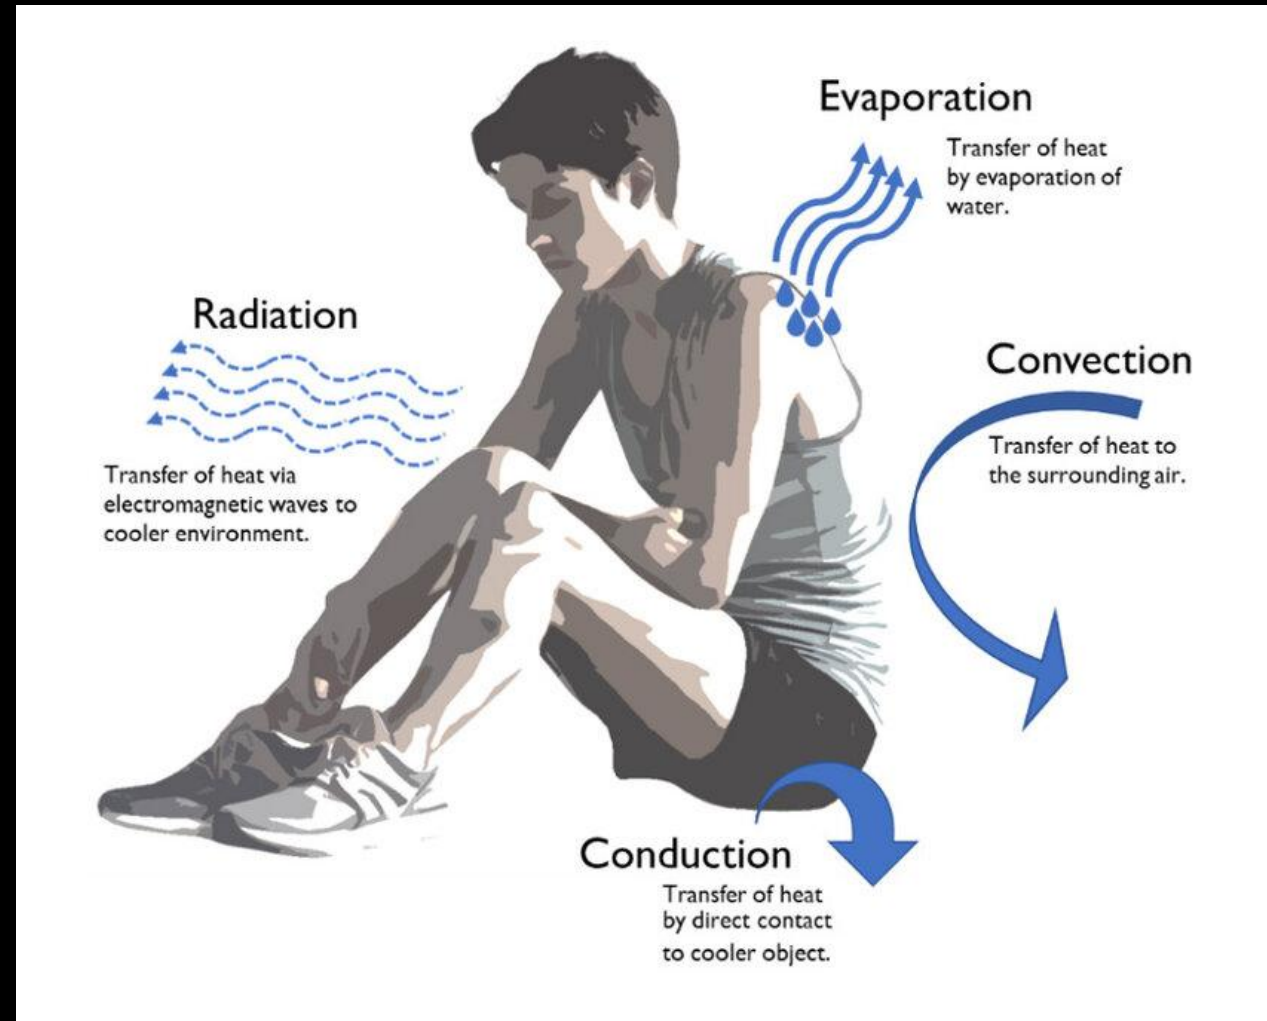 Evaporation
Transfer of heat
by evaporation of
water.
Radiation
Transfer of heat via
electromagnetic waves to
cooler environment.
Convection
Transfer of heat to
the surrounding air.
Conduction
Transfer of heat
by direct contact
to cooler object.